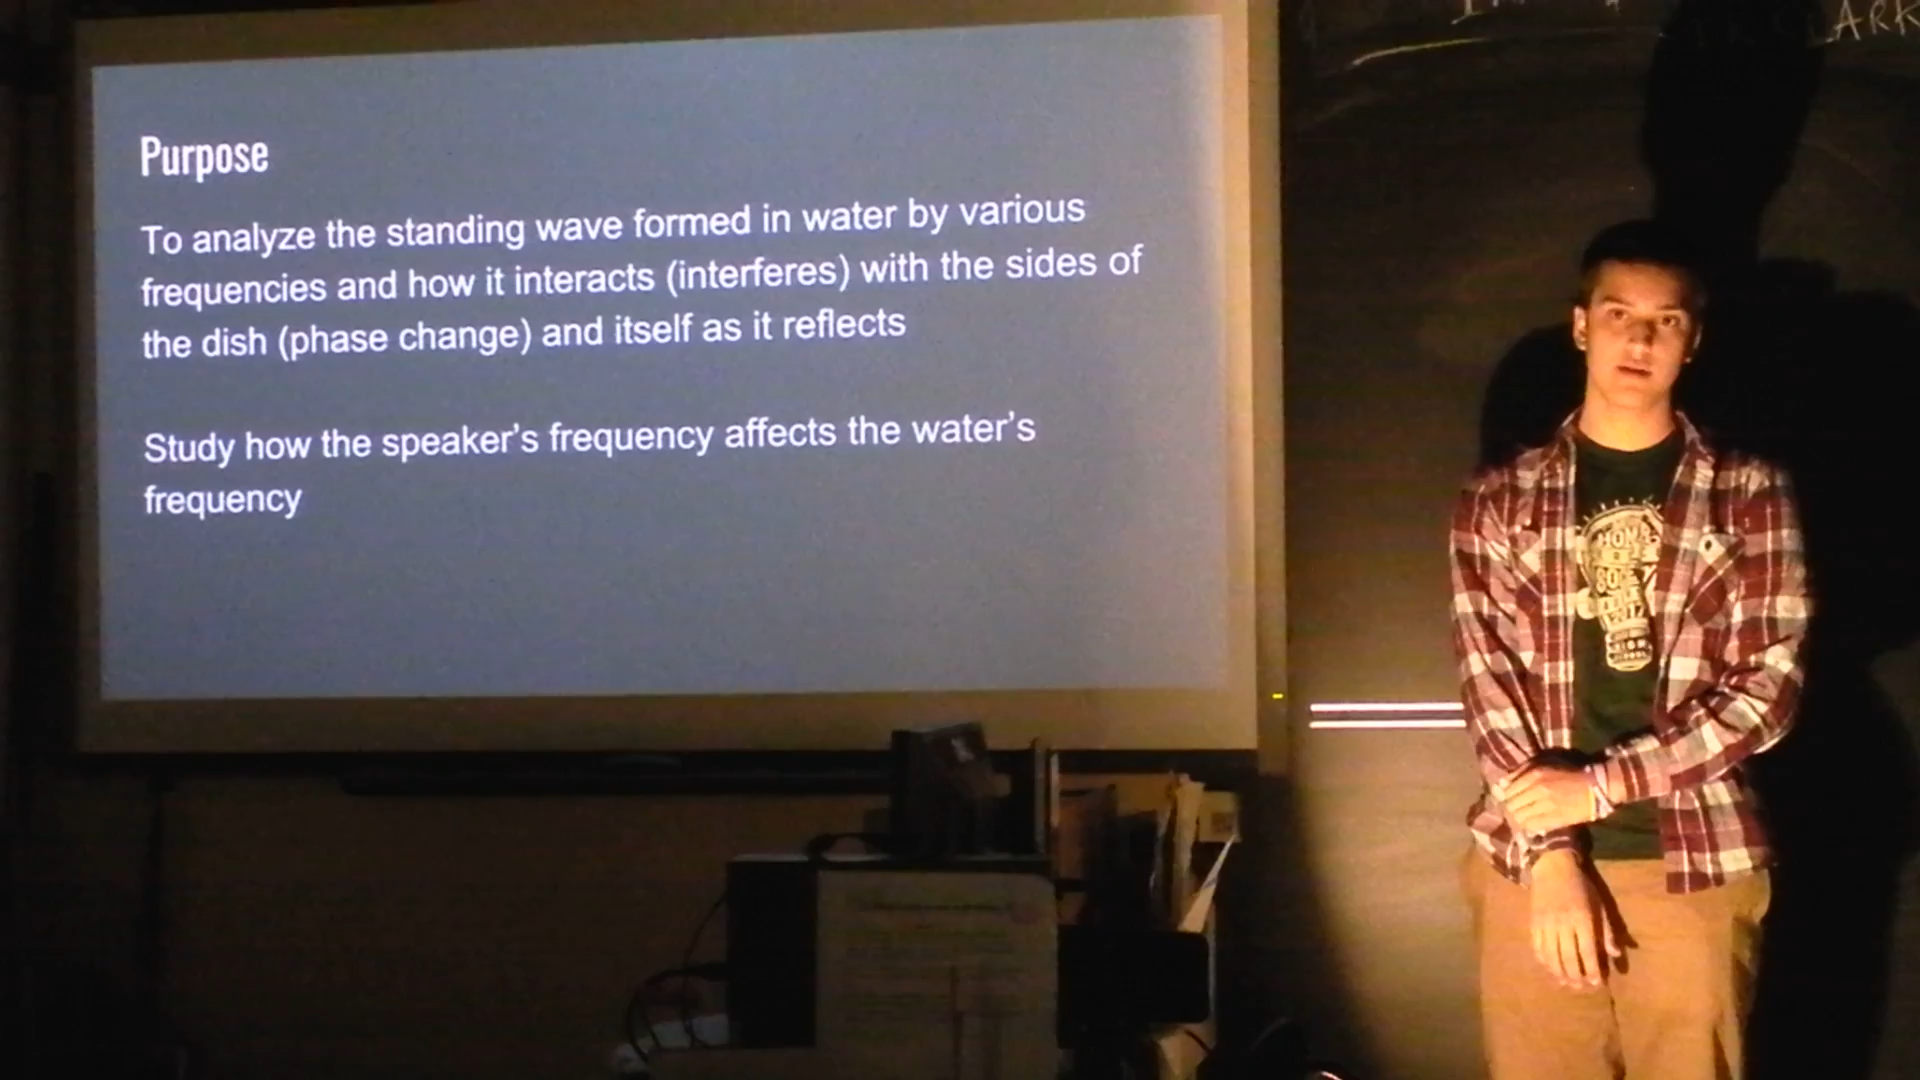 Purpose
To analyze the standing wave formed in water by various
frequencies and how it interacts (interferes) with the sides of
the dish (phase change) and itself as it reflects
Study how the speaker's frequency affects the water's
frequency